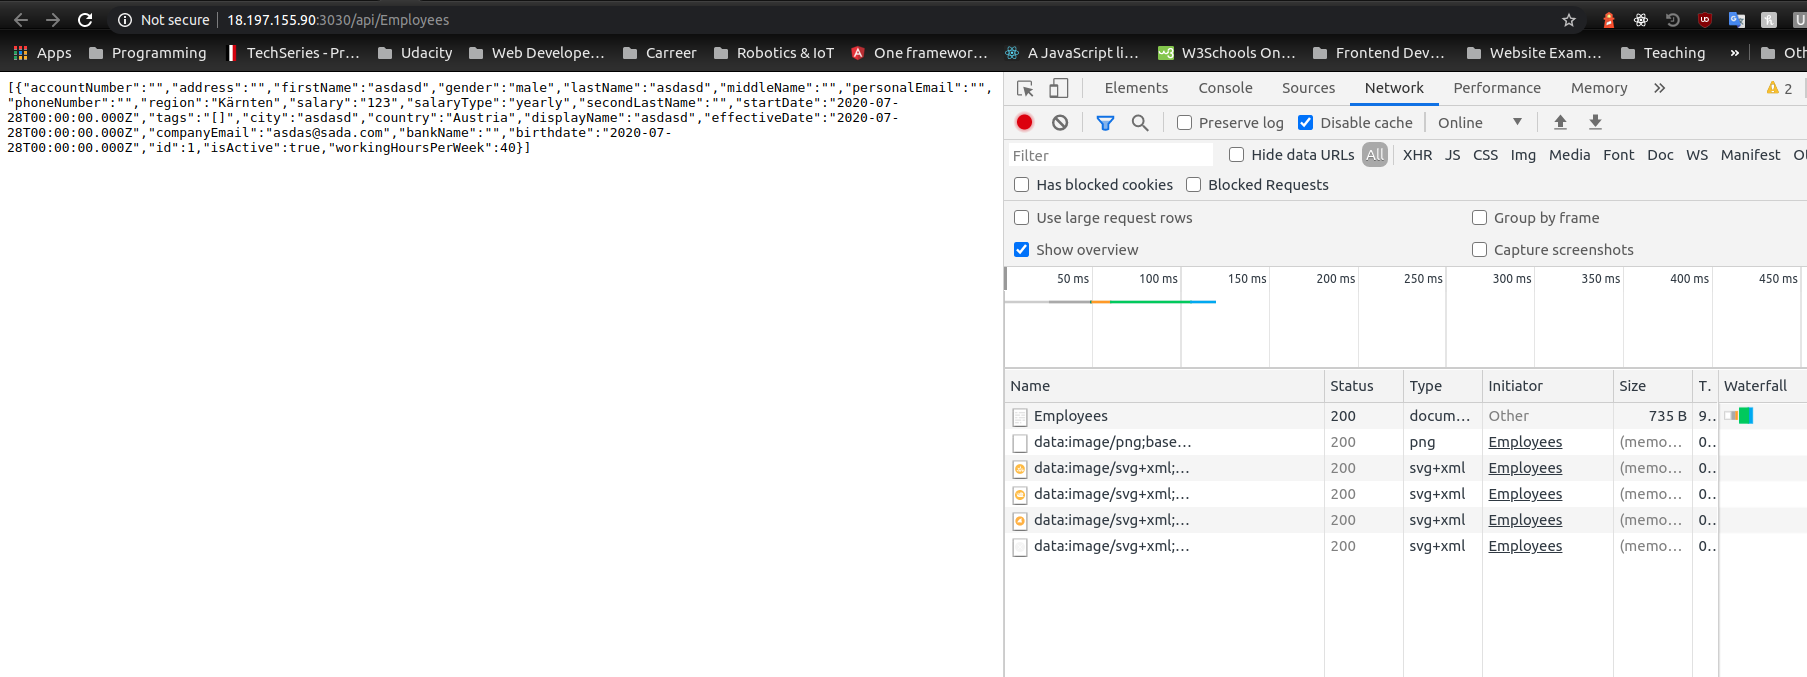 Not secure 18.197.155.90:3030/api/Employees
Apps Programming TechSeries - Pr… Udacity Web Develope… Carreer Robotics & IoT One framewor… A JavaScript li… W3Schools On… Frontend Dev… Website Exam… Teaching » Oth
[{"accountNumber":"","address":"","firstName":"asdasd","gender":"male","lastName":"asdasd","middleName":"","personalEmail":"",
"phoneNumber":"","region":"Kärnten","salary":"123","salaryType":"yearly","secondLastName":"","startDate":"2020-07-
28T00:00:00.000Z","tags":"[]","city":"asdasd","country":"Austria","displayName":"asdasd","effectiveDate":"2020-07-
28T00:00:00.000Z","companyEmail":"asdas@sada.com","bankName":"","birthdate":"2020-07-
28T00:00:00.000Z","id":1,"isActive":true,"workingHoursPerWeek":40}]
Elements Console Sources Network Performance Memory » 2
Preserve log Disable cache Online
Filter Hide data URLs All XHR JS CSS Img Media Font Doc WS Manifest
Has blocked cookies Blocked Requests
Use large request rows Group by frame
Show overview Capture screenshots
50 ms 100 ms 150 ms 200 ms 250 ms 300 ms 350 ms 400 ms 450 ms
Name Status Type Initiator Size T. Waterfall
Employees 200 docum… Other 735 B 9..
data:image/png;base… 200 png Employees (memo… 0..
data:image/svg+xml;… 200 svg+xml Employees (memo… 0..
data:image/svg+xml;… 200 svg+xml Employees (memo… 0..
data:image/svg+xml;… 200 svg+xml Employees (memo… 0..
data:image/svg+xml;… 200 svg+xml Employees (memo… 0..